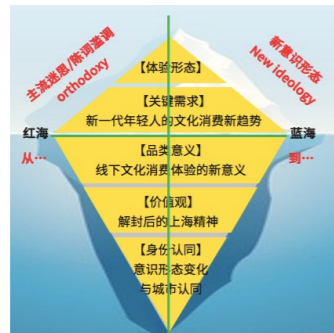 主流迷思/陈词滥调
orthodoxy
新意识形态
New Ideology
【体验形态】
【关键需求】
新一代年轻人的文化消费新趋势
红海
蓝海
从…
到…
【品类意义】
线下文化消费体验的新意义
【价值观】
解封后的上海精神
【身份认同】
意识形态变化
与城市认同